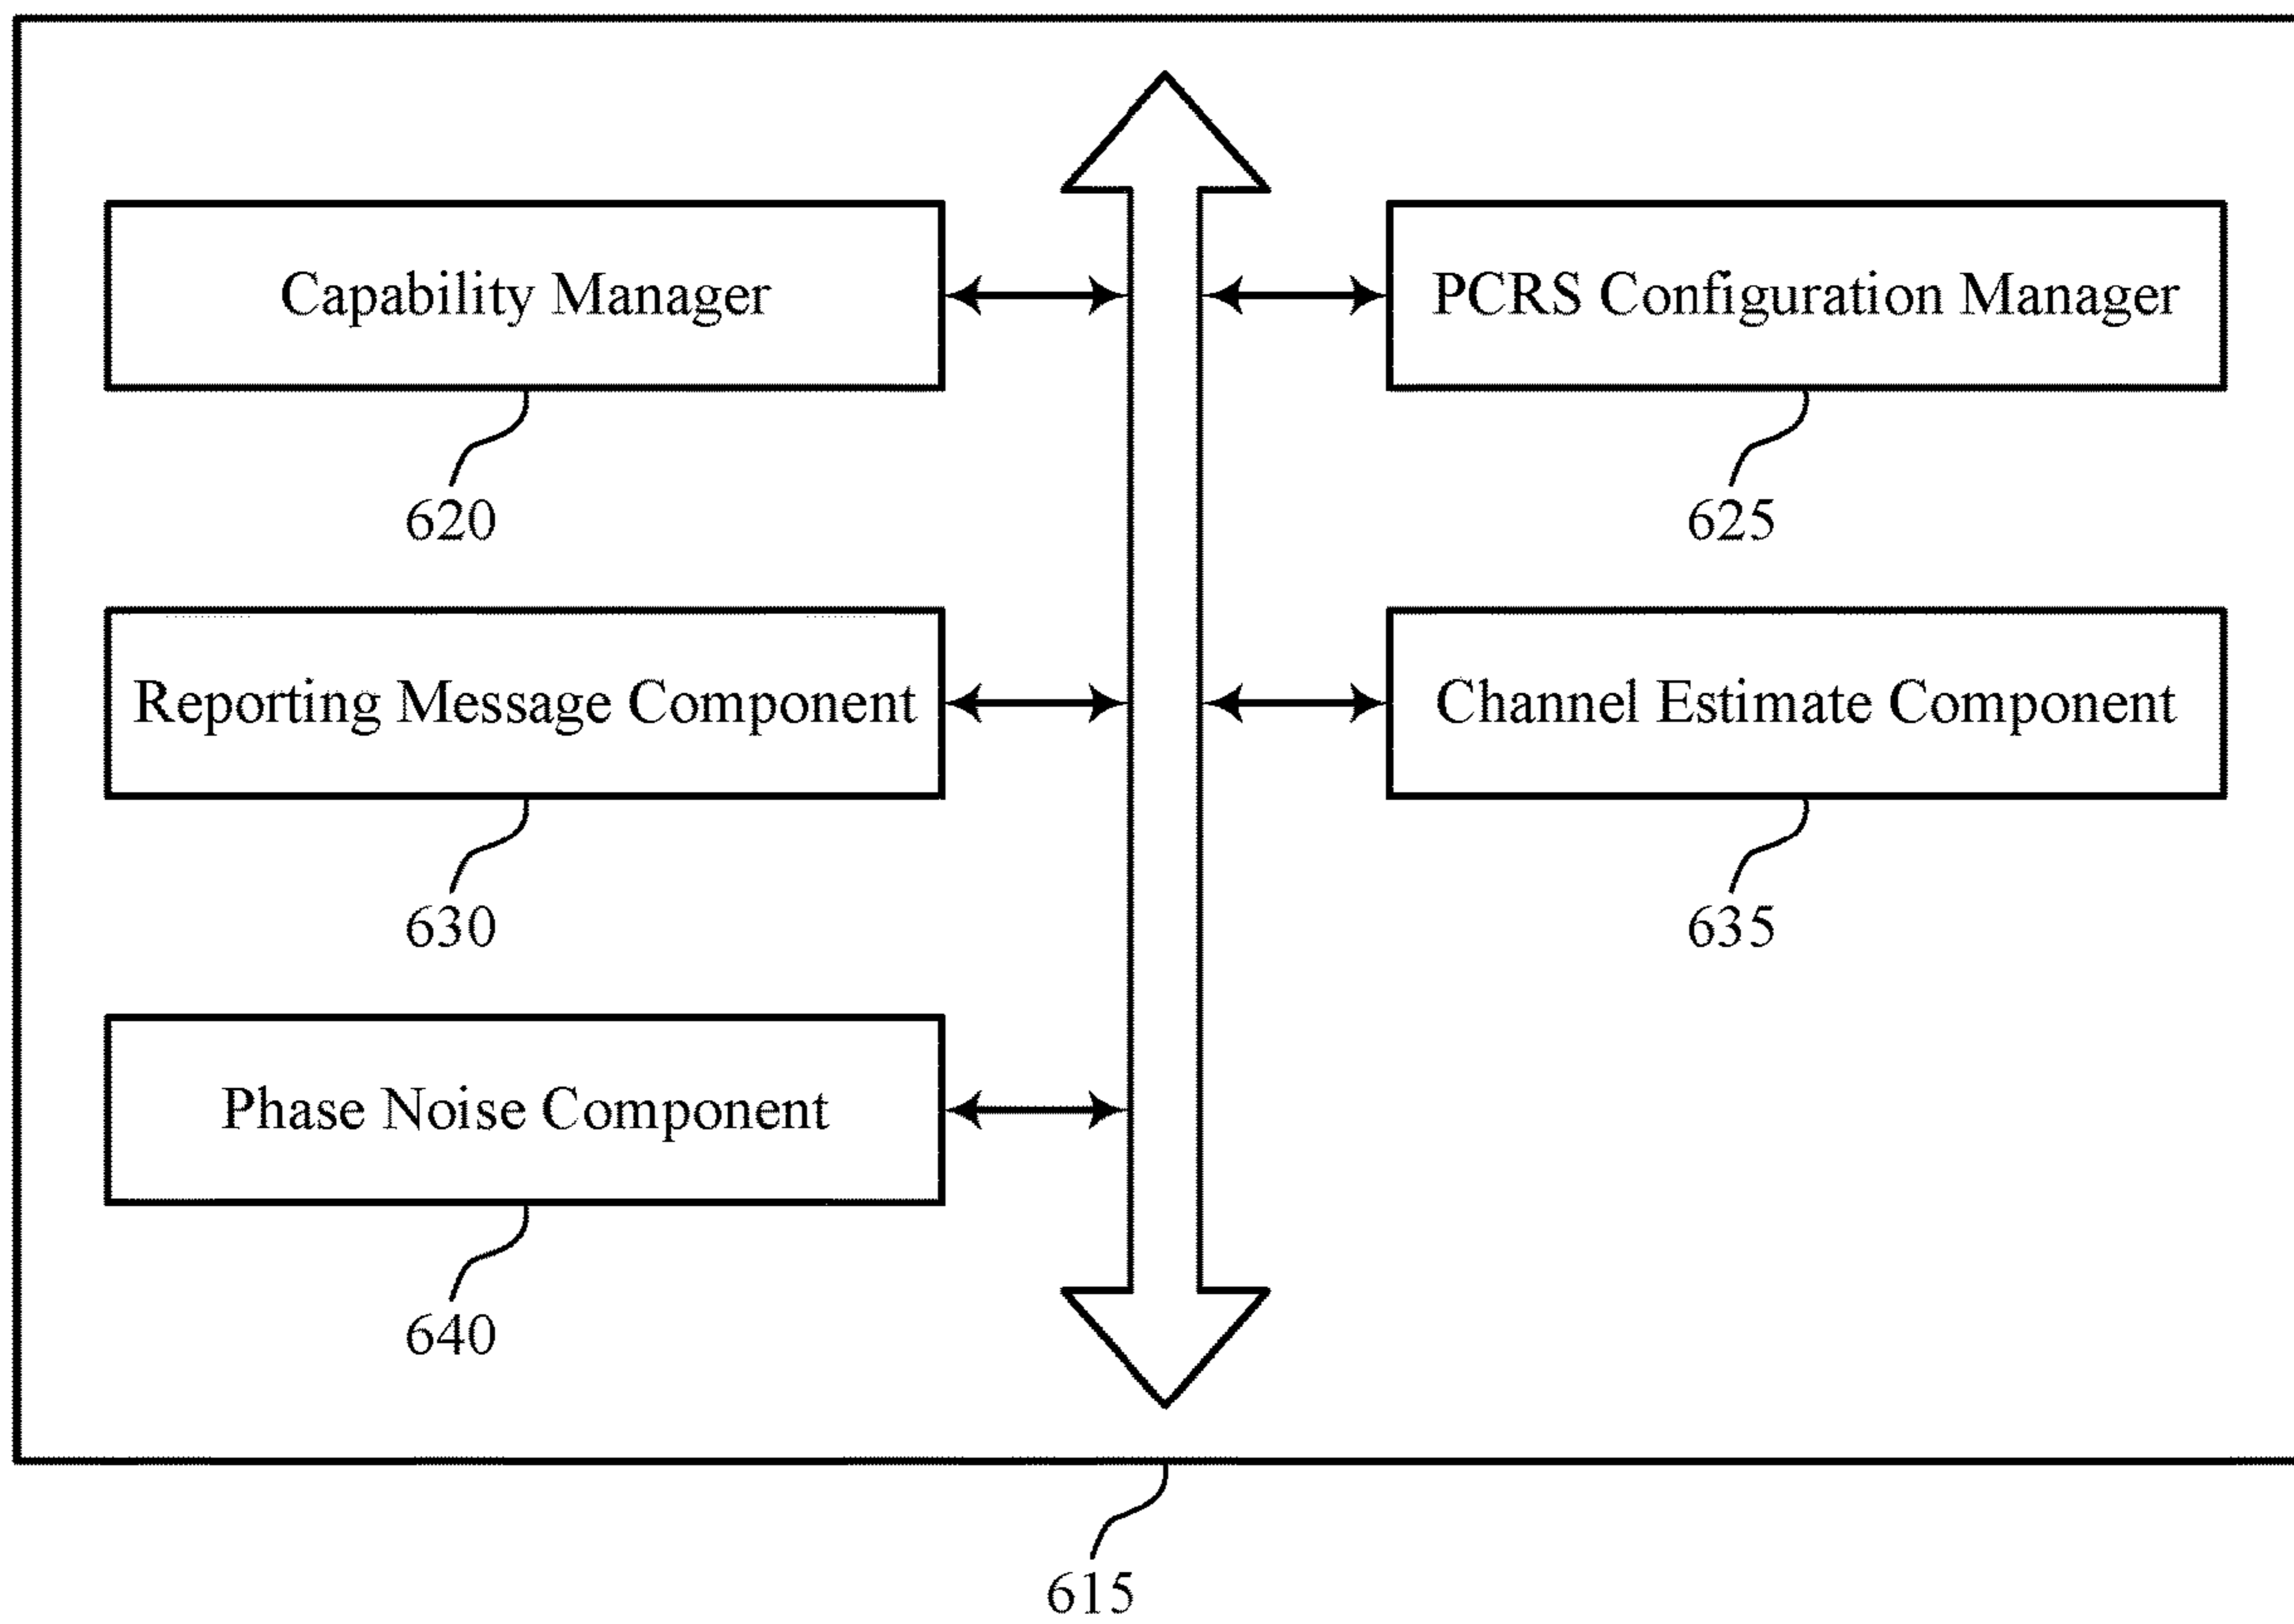 Capability Manager
PCRS Configuration Manager
620
625
Reporting Message Component
Channel Estimate Component
630
635
Phase Noise Component
640
615